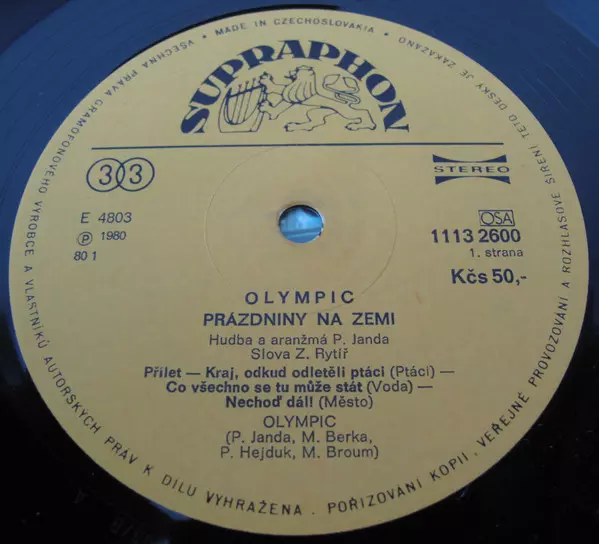 MADE IN CZECHOSLOVAKIA
VŠECHNA PRÁVA GRAMOFONOVÉHO VÝROBCE A VLASTNÍKŮ AUTORSKÝCH PRÁV K DÍLU VYHRAŽENA. POŘIZOVÁNÍ KOPIÍ, VEŘEJNÉ PROVOZOVÁNÍ A ROZHLASOVÉ ŠÍŘENÍ TÉTO DESKY JE ZAKÁZÁNO
SUPRAPHON
33
STEREO
E 4803
℗ 1980
80 1
OSA
1113 2600
1. strana
Kčs 50,-
OLYMPIC
PRÁZDNINY NA ZEMI
Hudba a aranžmá P. Janda
Slova Z. Rytíř
Přílet — Kraj, odkud odletěli ptáci (Ptáci) —
Co všechno se tu může stát (Voda) —
Nechoď dál! (Město)
OLYMPIC
(P. Janda, M. Berka,
P. Hejduk, M. Broum)